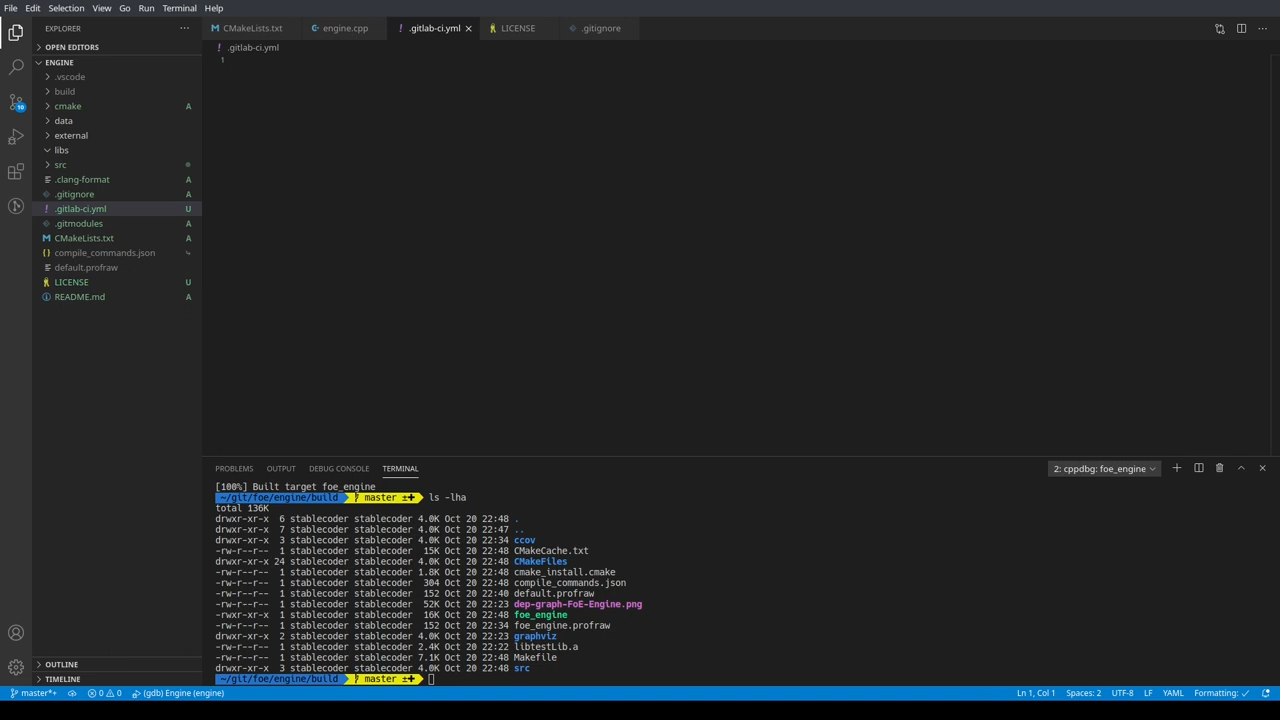 File Edit Selection View Go Run Terminal Help
EXPLORER
OPEN EDITORS
ENGINE
.vscode
build
cmake A
data
external
libs
src
.clang-format A
.gitignore A
.gitlab-ci.yml U
.gitmodules A
CMakeLists.txt A
compile_commands.json
default.profraw
LICENSE U
README.md A
OUTLINE
TIMELINE
10
CMakeLists.txt engine.cpp .gitlab-ci.yml LICENSE .gitignore
.gitlab-ci.yml
1
PROBLEMS OUTPUT DEBUG CONSOLE TERMINAL 2: cppdbg: foe_engine
[100%] Built target foe_engine
~/git/foe/engine/build master ±✚ ls -lha
total 136K
drwxr-xr-x 6 stablecoder stablecoder 4.0K Oct 20 22:48 .
drwxr-xr-x 7 stablecoder stablecoder 4.0K Oct 20 22:47 ..
drwxr-xr-x 3 stablecoder stablecoder 4.0K Oct 20 22:34 ccov
-rw-r--r-- 1 stablecoder stablecoder 15K Oct 20 22:48 CMakeCache.txt
drwxr-xr-x 24 stablecoder stablecoder 4.0K Oct 20 22:48 CMakeFiles
-rw-r--r-- 1 stablecoder stablecoder 1.8K Oct 20 22:48 cmake_install.cmake
-rw-r--r-- 1 stablecoder stablecoder 304 Oct 20 22:48 compile_commands.json
-rw-r--r-- 1 stablecoder stablecoder 152 Oct 20 22:40 default.profraw
-rw-r--r-- 1 stablecoder stablecoder 52K Oct 20 22:23 dep-graph-FoE-Engine.png
-rwxr-xr-x 1 stablecoder stablecoder 16K Oct 20 22:48 foe_engine
-rw-r--r-- 1 stablecoder stablecoder 152 Oct 20 22:34 foe_engine.profraw
drwxr-xr-x 2 stablecoder stablecoder 4.0K Oct 20 22:23 graphviz
-rw-r--r-- 1 stablecoder stablecoder 2.4K Oct 20 22:22 libtestLib.a
-rw-r--r-- 1 stablecoder stablecoder 7.1K Oct 20 22:48 Makefile
drwxr-xr-x 3 stablecoder stablecoder 4.0K Oct 20 22:48 src
~/git/foe/engine/build master ±✚
master*+ 0 0 (gdb) Engine (engine) Ln 1, Col 1 Spaces: 2 UTF-8 LF YAML Formatting: ✓